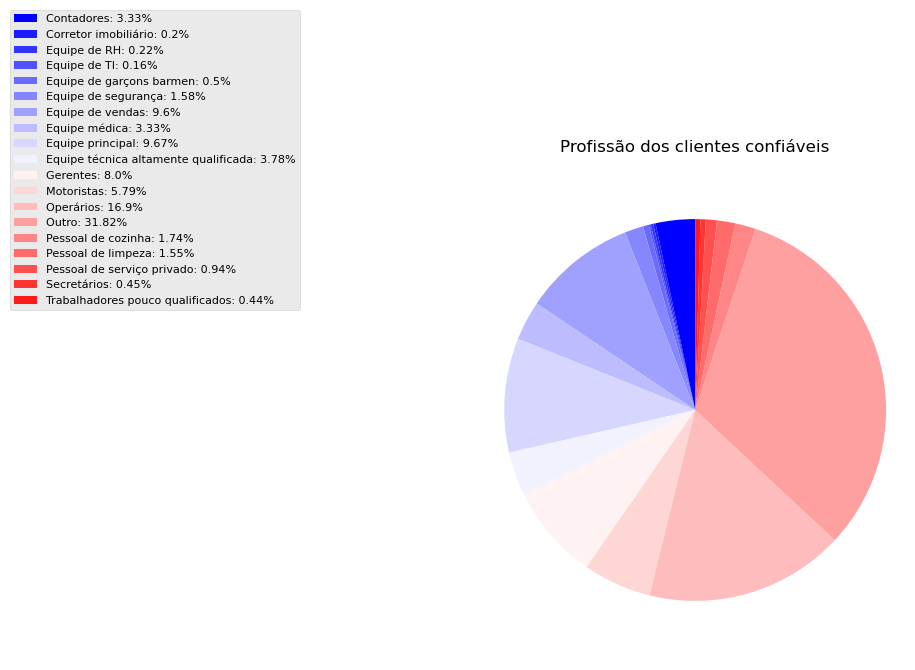 Contadores: 3.33%
Corretor imobiliário: 0.2%
Equipe de RH: 0.22%
Equipe de TI: 0.16%
Equipe de garçons barmen: 0.5%
Equipe de segurança: 1.58%
Equipe de vendas: 9.6%
Equipe médica: 3.33%
Equipe principal: 9.67%
Equipe técnica altamente qualificada: 3.78%
Gerentes: 8.0%
Motoristas: 5.79%
Operários: 16.9%
Outro: 31.82%
Pessoal de cozinha: 1.74%
Pessoal de limpeza: 1.55%
Pessoal de serviço privado: 0.94%
Secretários: 0.45%
Trabalhadores pouco qualificados: 0.44%
Profissão dos clientes confiáveis